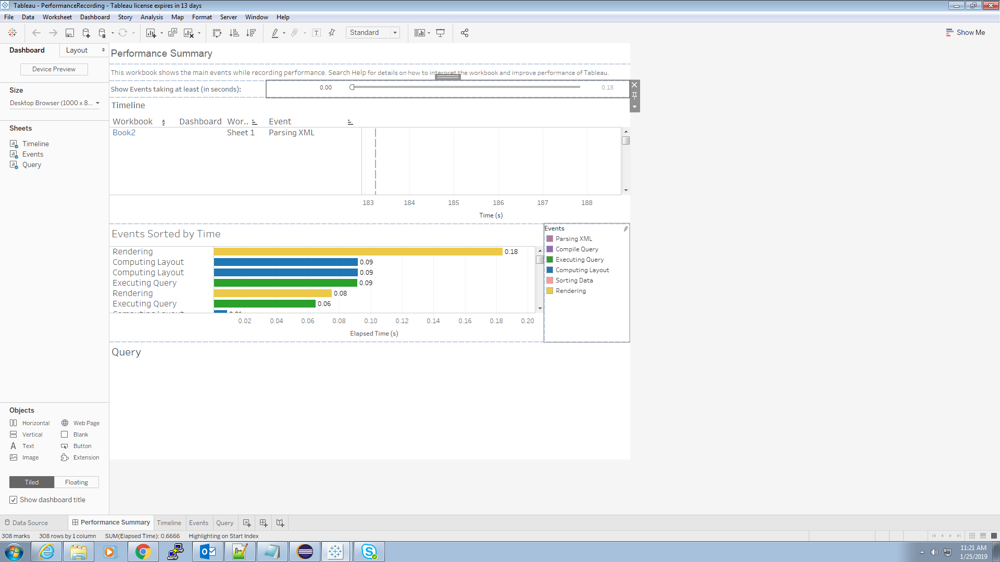 Tableau - PerformanceRecording - Tableau license expires in 13 days
File Data Worksheet Dashboard Story Analysis Map Format Server Window Help
Standard
Show Me
Dashboard Layout
Device Preview
Size
Desktop Browser (1000 x 8...
Sheets
Timeline
Events
Query
Performance Summary
This workbook shows the main events while recording performance. Search Help for details on how to interpret the workbook and improve performance of Tableau.
Show Events taking at least (in seconds): 0.00 0.18
Timeline
Workbook Dashboard Wor.. Event
Book2 Sheet 1 Parsing XML
183 184 185 186 187 188
Time (s)
Events Sorted by Time
Rendering 0.18
Computing Layout 0.09
Computing Layout 0.09
Executing Query 0.09
Rendering 0.08
Executing Query 0.06
0.02 0.04 0.06 0.08 0.10 0.12 0.14 0.16 0.18 0.20
Elapsed Time (s)
Events
Parsing XML
Compile Query
Executing Query
Computing Layout
Sorting Data
Rendering
Query
Objects
Horizontal Web Page
Vertical Blank
Text Button
Image Extension
Tiled Floating
Show dashboard title
Data Source Performance Summary Timeline Events Query
308 marks 308 rows by 1 column SUM(Elapsed Time): 0.6666 Highlighting on Start Index
11:21 AM
1/25/2019